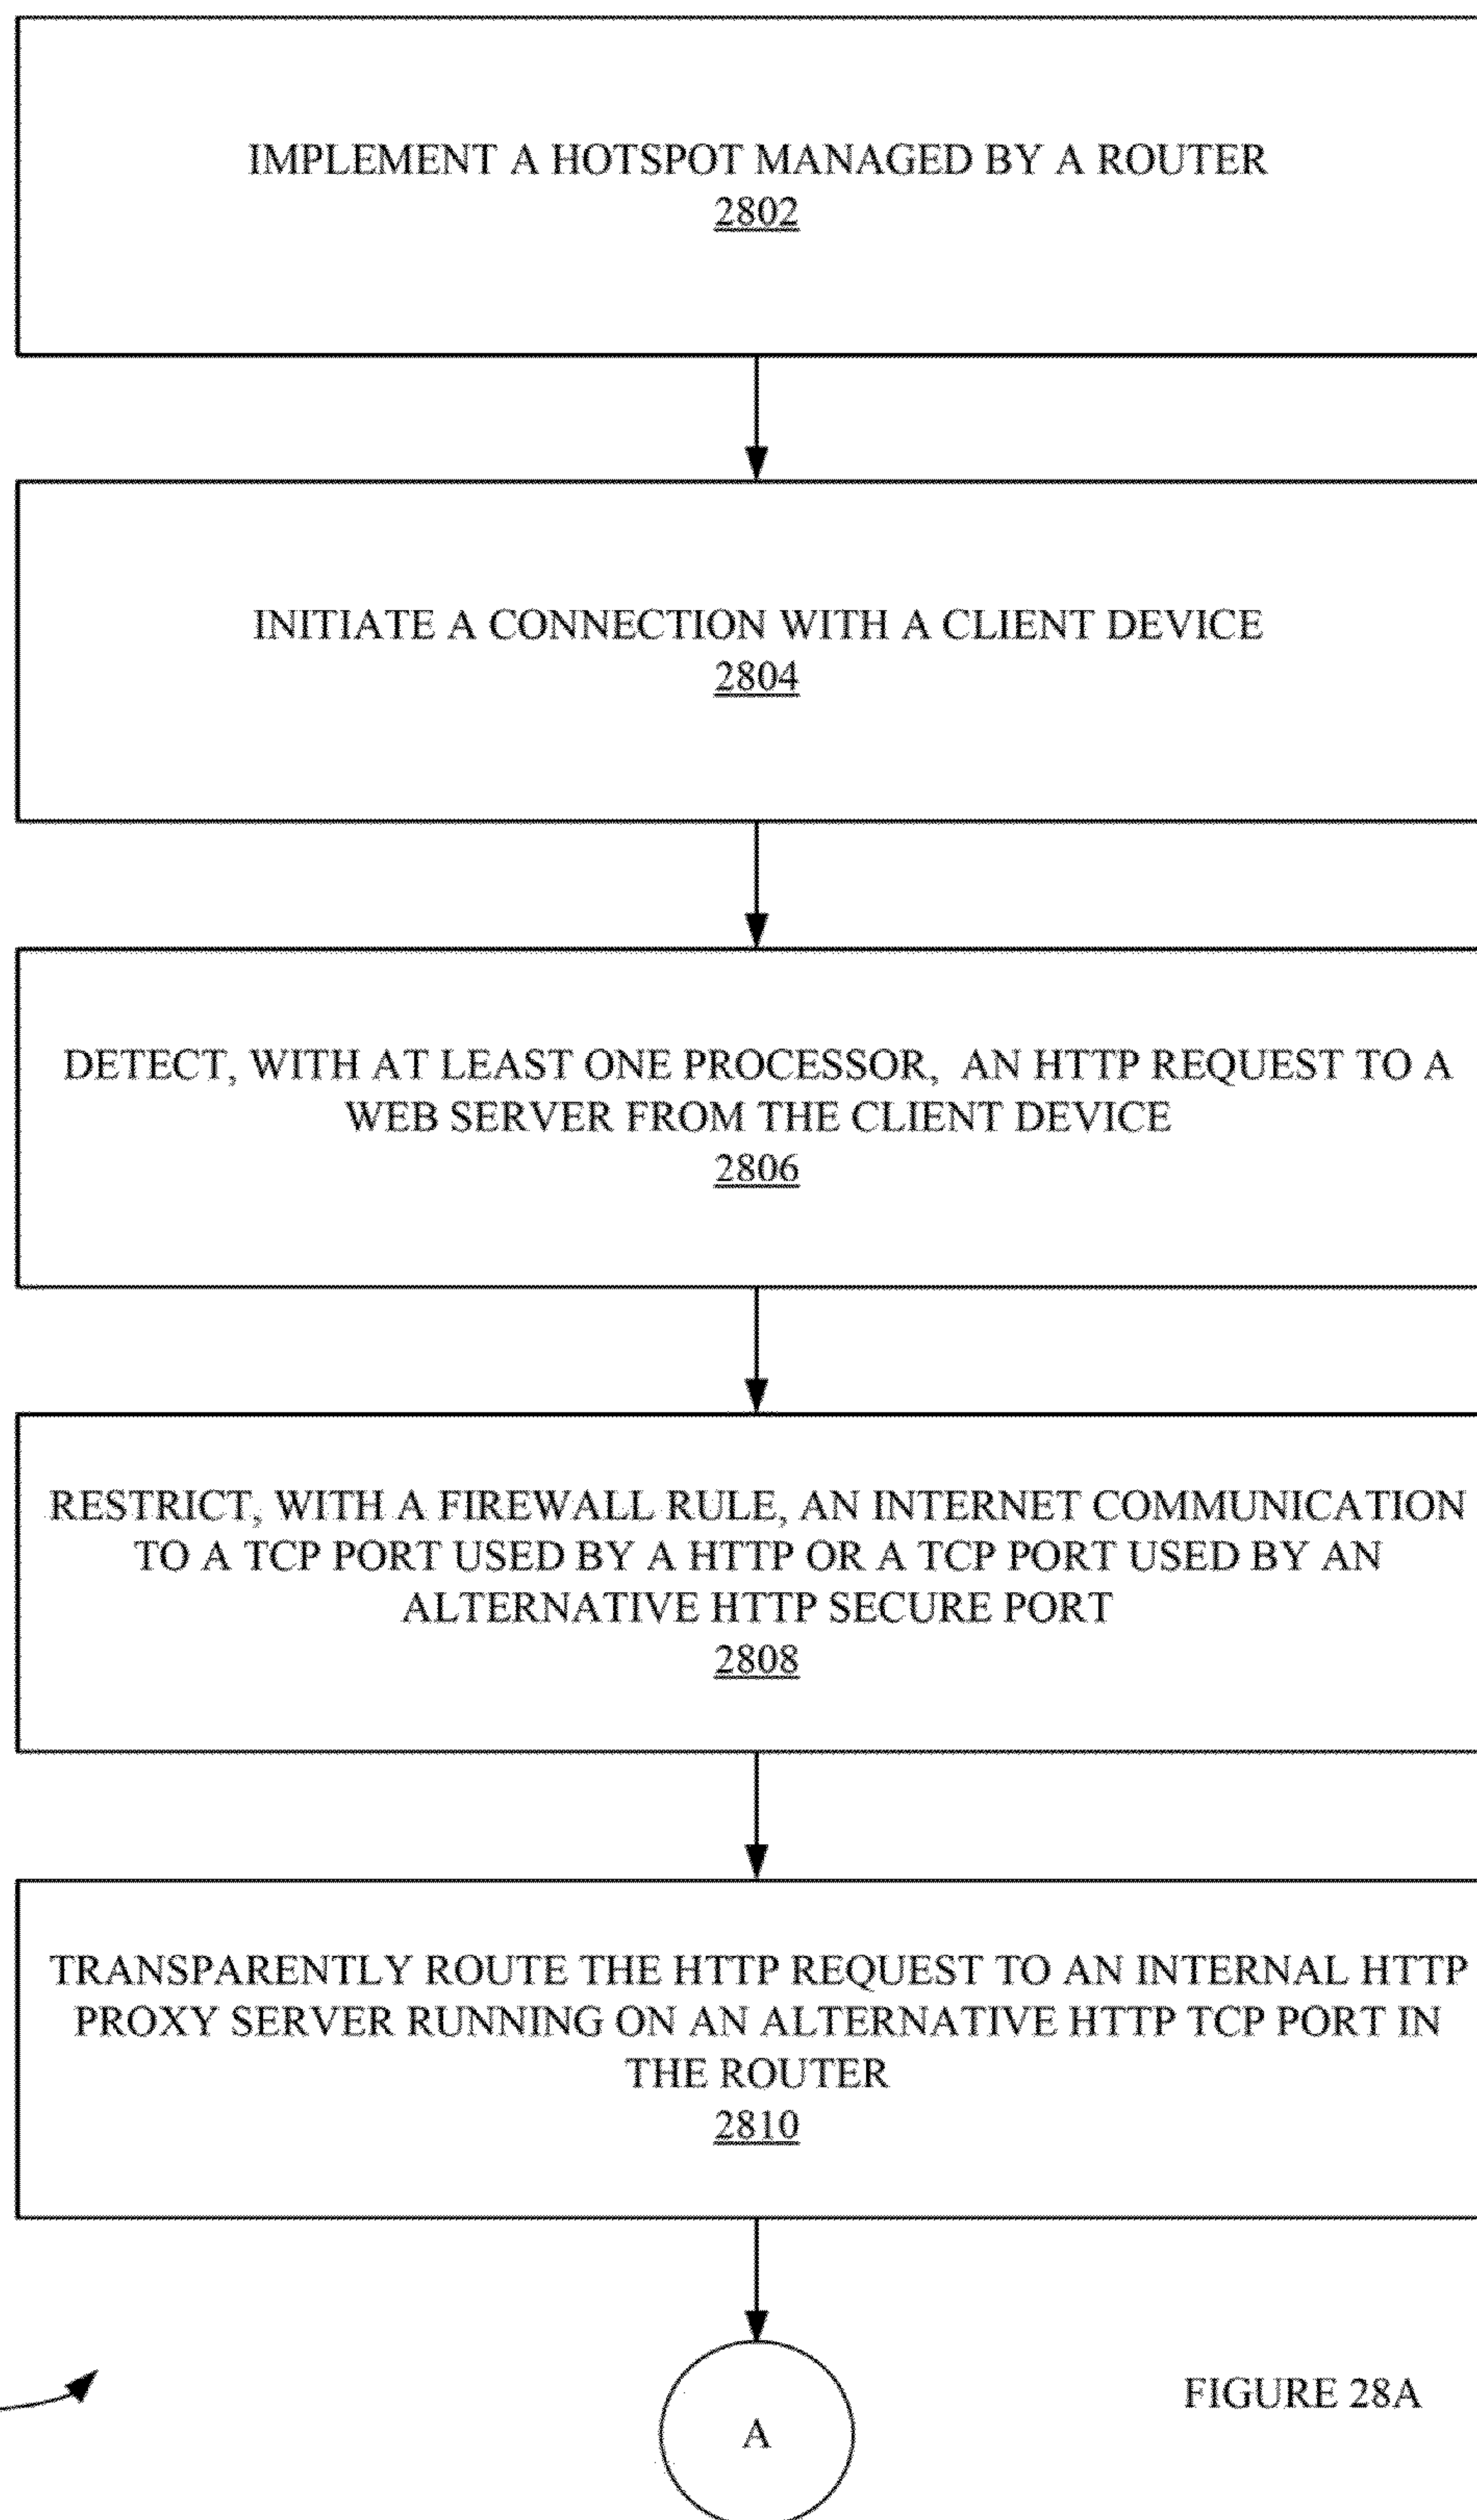 IMPLEMENT A HOTSPOT MANAGED BY A ROUTER
2802
INITIATE A CONNECTION WITH A CLIENT DEVICE
2804
DETECT, WITH AT LEAST ONE PROCESSOR,  AN HTTP REQUEST TO A
WEB SERVER FROM THE CLIENT DEVICE
2806
RESTRICT, WITH A FIREWALL RULE, AN INTERNET COMMUNICATION
TO A TCP PORT USED BY A HTTP OR A TCP PORT USED BY AN
ALTERNATIVE HTTP SECURE PORT
2808
TRANSPARENTLY ROUTE THE HTTP REQUEST TO AN INTERNAL HTTP
PROXY SERVER RUNNING ON AN ALTERNATIVE HTTP TCP PORT IN
THE ROUTER
2810
FIGURE 28A
A